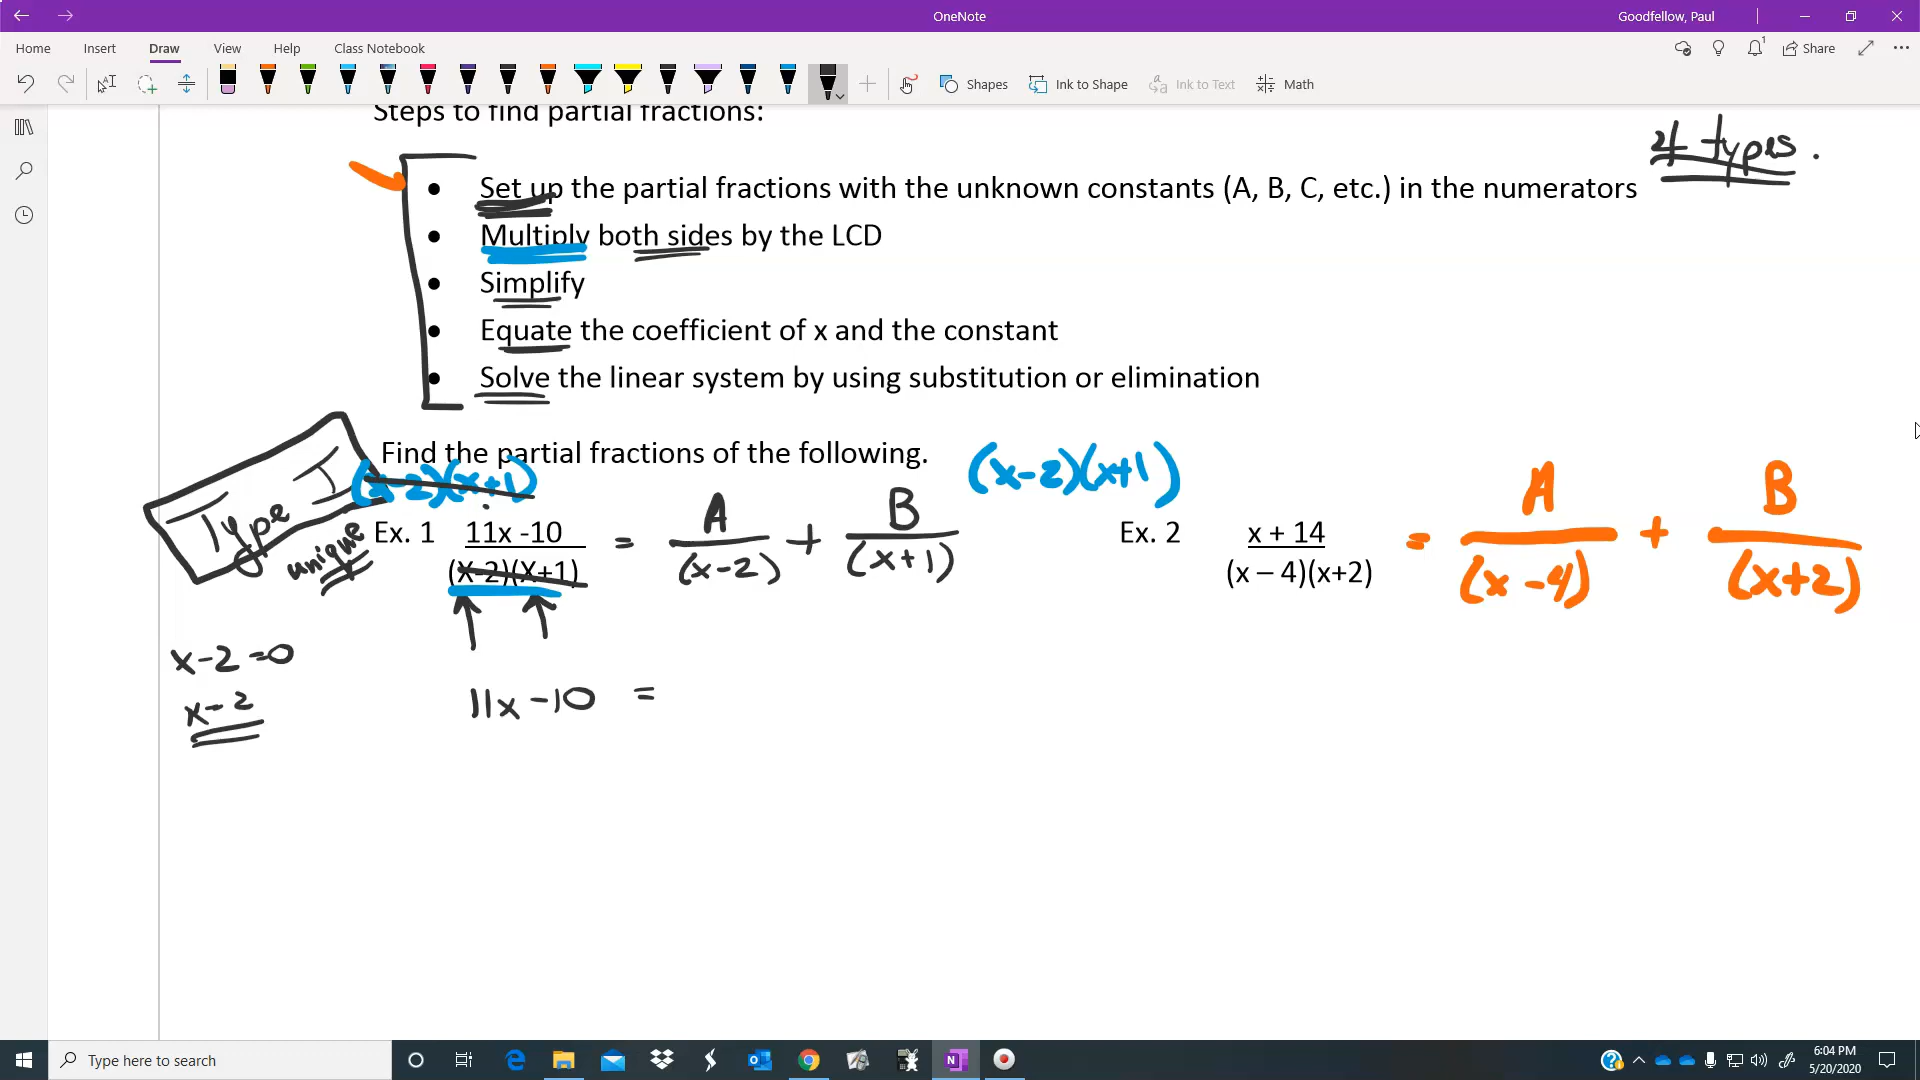 OneNote
Goodfellow, Paul
Home Insert Draw View Help Class Notebook
1 Share
Shapes Ink to Shape Ink to Text Math
Steps to find partial fractions:
4 types.
• Set up the partial fractions with the unknown constants (A, B, C, etc.) in the numerators
• Multiply both sides by the LCD
• Simplify
• Equate the coefficient of x and the constant
• Solve the linear system by using substitution or elimination
Find the partial fractions of the following.
Type I
unique
(x-2)(x+1) (x-2)(x+1)
Ex. 1 11x -10 = A + B
(X-2)(X+1) (x-2) (x+1)
Ex. 2 x + 14 = A + B
(x – 4)(x+2) (x-4) (x+2)
x-2=0
x=2
11x-10 =
Type here to search
6:04 PM
5/20/2020